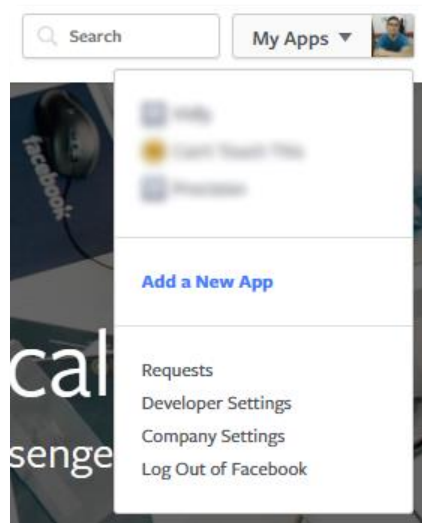 Search
My Apps
facebook
Add a New App
cal
senge
Requests
Developer Settings
Company Settings
Log Out of Facebook